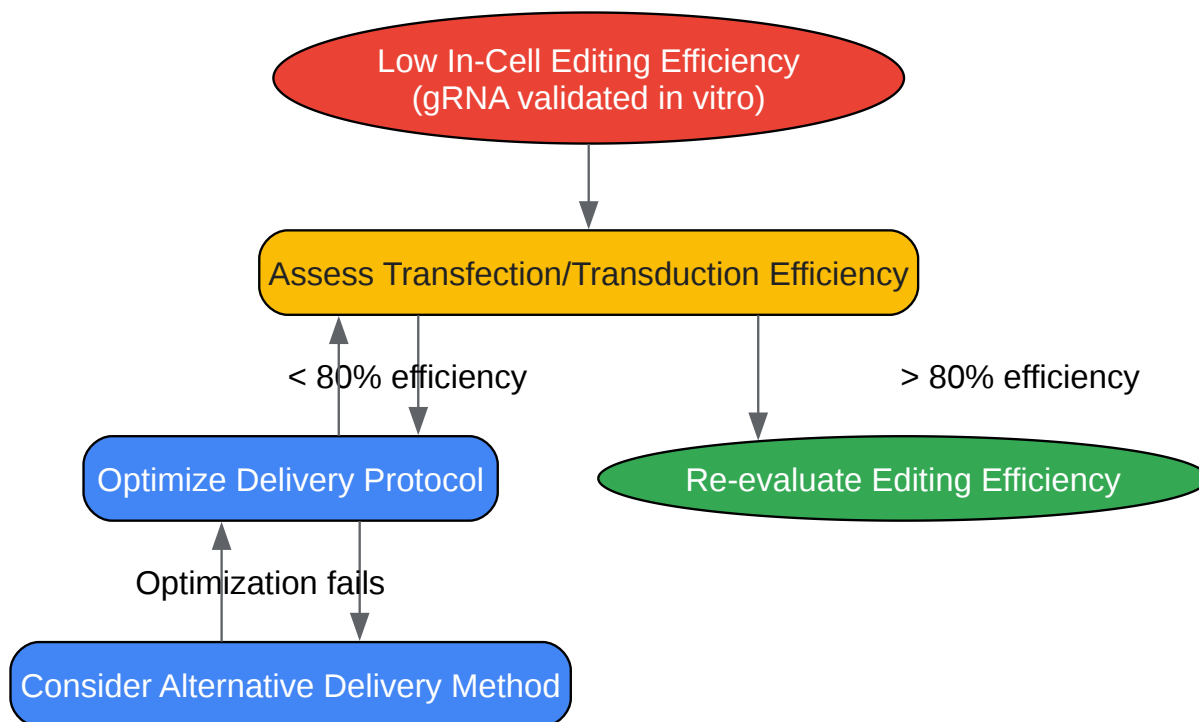 Low In-Cell Editing Efficiency
(gRNA validated in vitro)
Assess Transfection/Transduction Efficiency
< 80% efficiency
> 80% efficiency
Optimize Delivery Protocol
Re-evaluate Editing Efficiency
Optimization fails
Consider Alternative Delivery Method